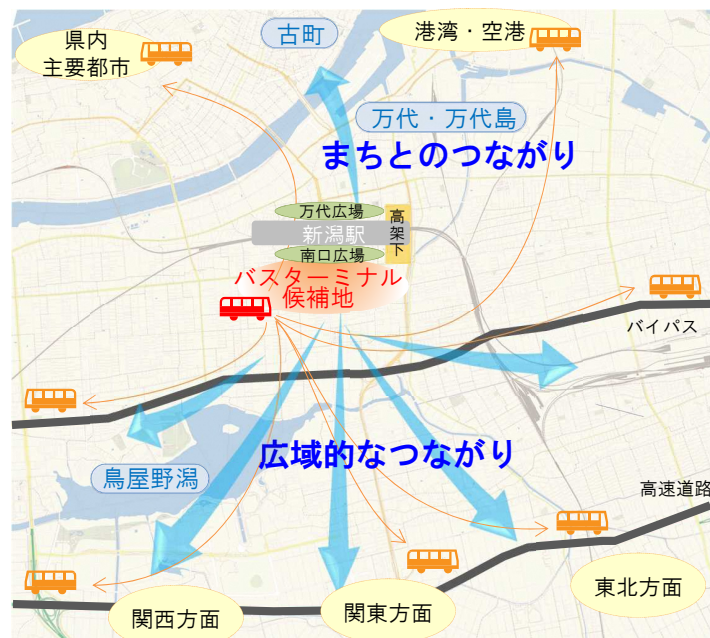 古町
県内
主要都市
港湾・空港
万代・万代島
まちとのつながり
万代広場
新潟駅
高架下
南口広場
バスターミナル
候補地
バイパス
広域的なつながり
鳥屋野潟
高速道路
東北方面
関西方面
関東方面